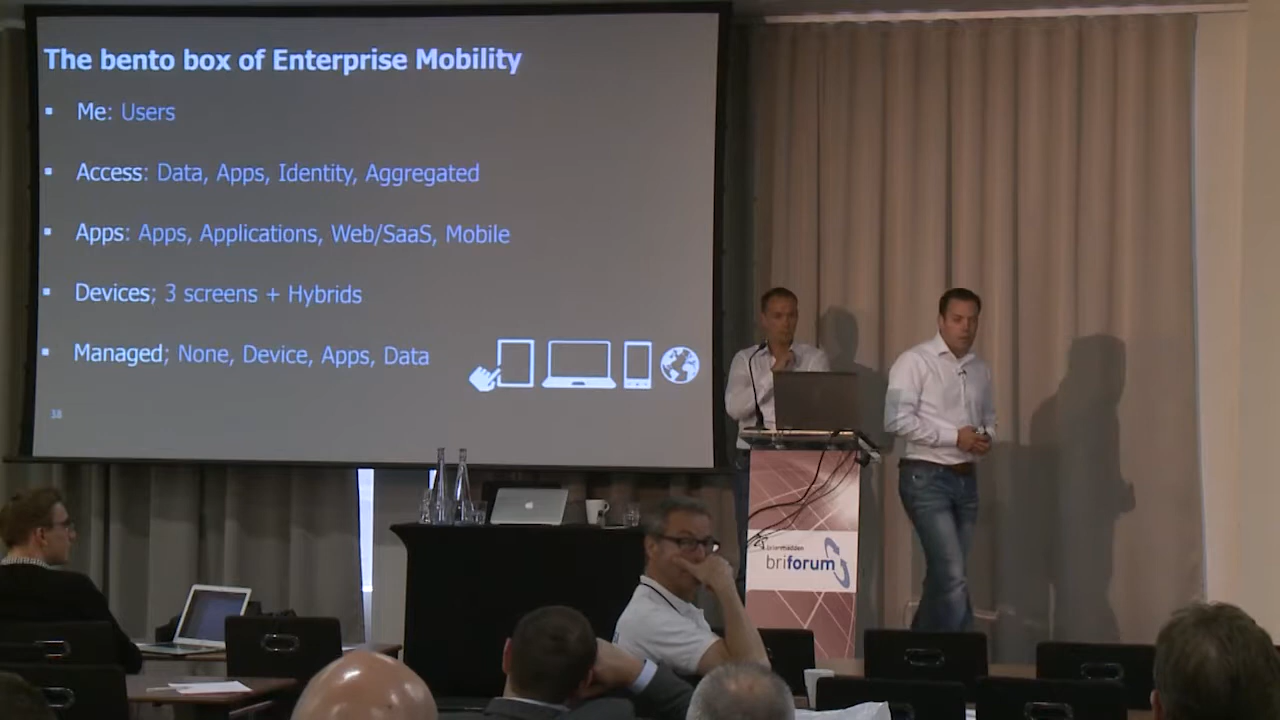 The bento box of Enterprise Mobility
▪ Me: Users
▪ Access: Data, Apps, Identity, Aggregated
▪ Apps: Apps, Applications, Web/SaaS, Mobile
▪ Devices; 3 screens + Hybrids
▪ Managed; None, Device, Apps, Data
38
briforum